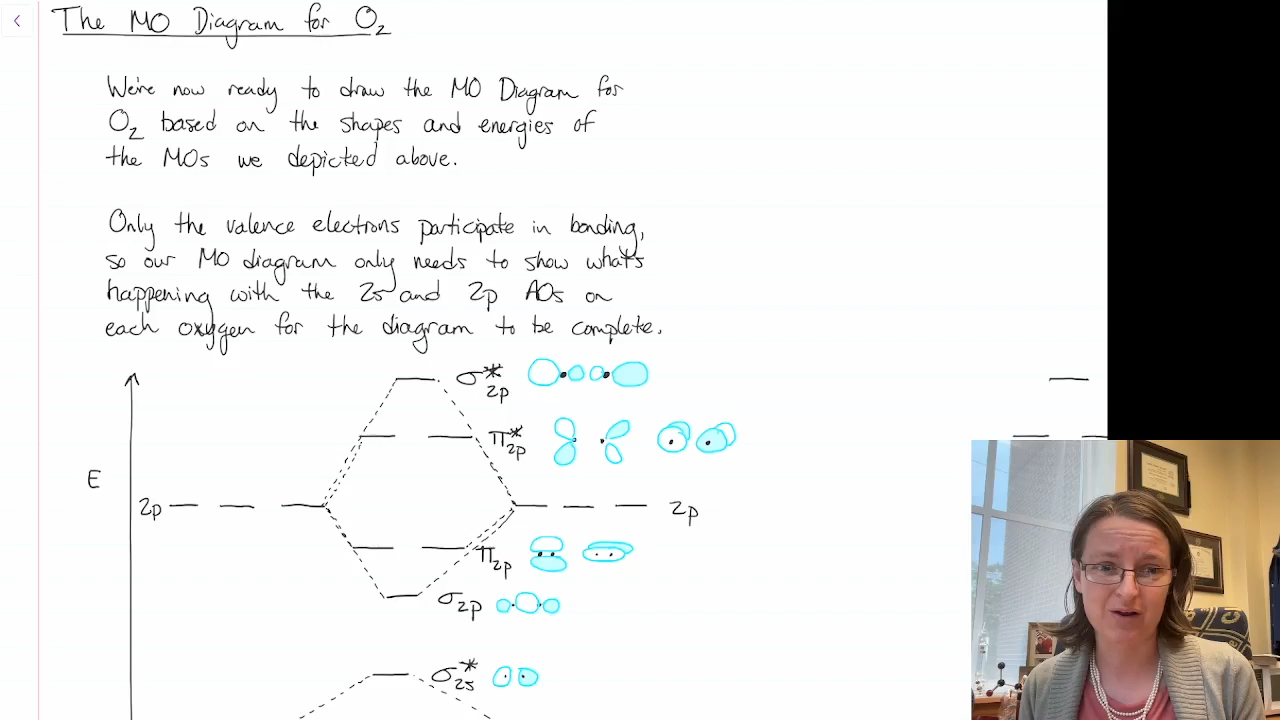 The MO Diagram for O₂
We're now ready to draw the MO Diagram for
O₂ based on the shapes and energies of
the MOs we depicted above.
Only the valence electrons participate in bonding,
so our MO diagram only needs to show what's
happening with the 2s and 2p AOs on
each oxygen for the diagram to be complete.
σ*2p
π*2p
E
2p
2p
π2p
σ2p
σ*2s